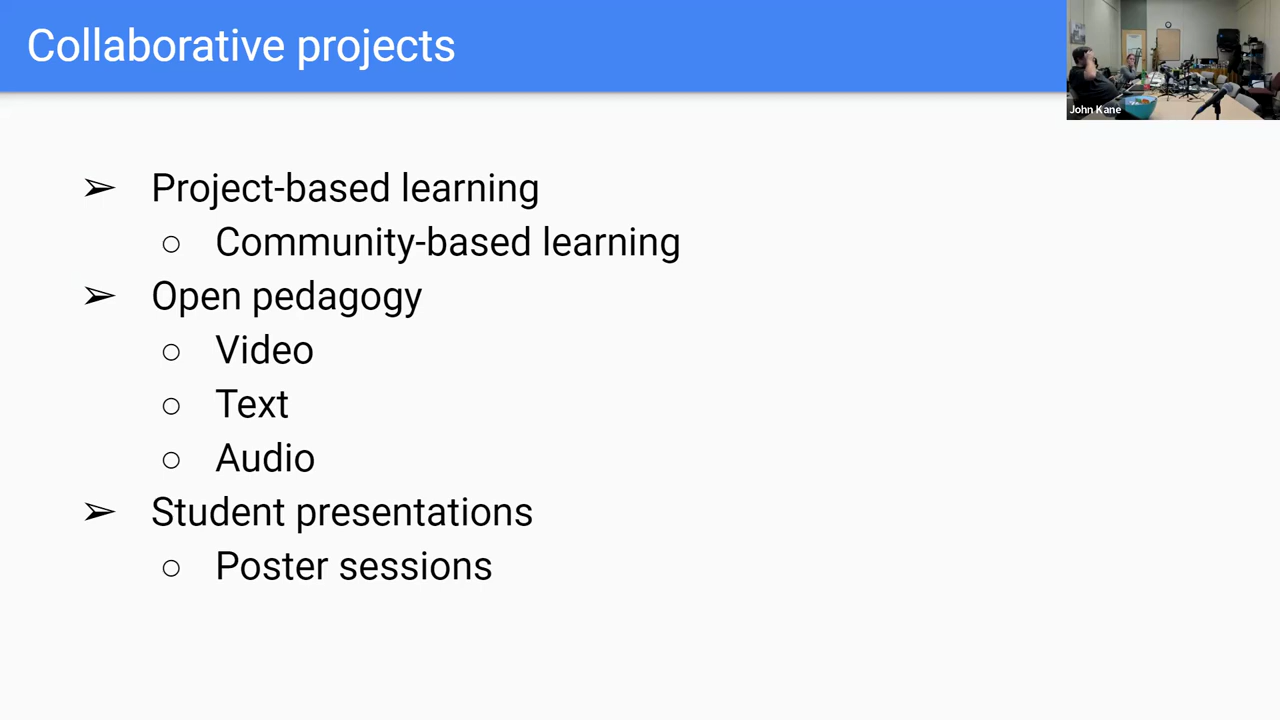 Collaborative projects
John Kane
➢ Project-based learning
○ Community-based learning
➢ Open pedagogy
○ Video
○ Text
○ Audio
➢ Student presentations
○ Poster sessions